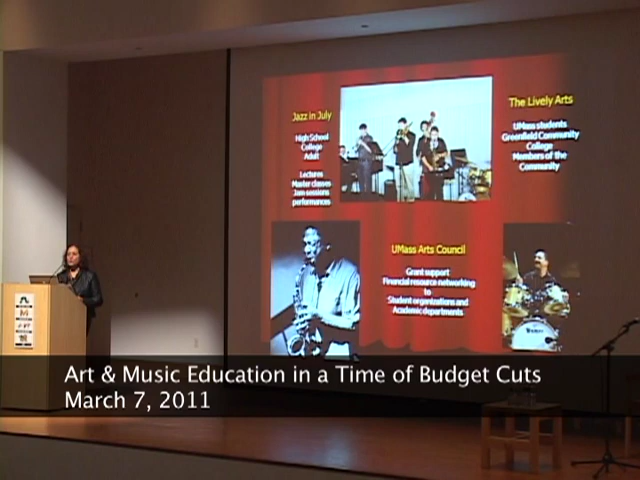 Jazz in July
High School
College
Adult
Lectures
Master classes
Jam sessions
performances
The Lively Arts
UMass students
Greenfield Community
College
Members of the
Community
UMass Arts Council
Grant support
Financial resource networking
to
Student organizations and
Academic departments
Art & Music Education in a Time of Budget Cuts
March 7, 2011